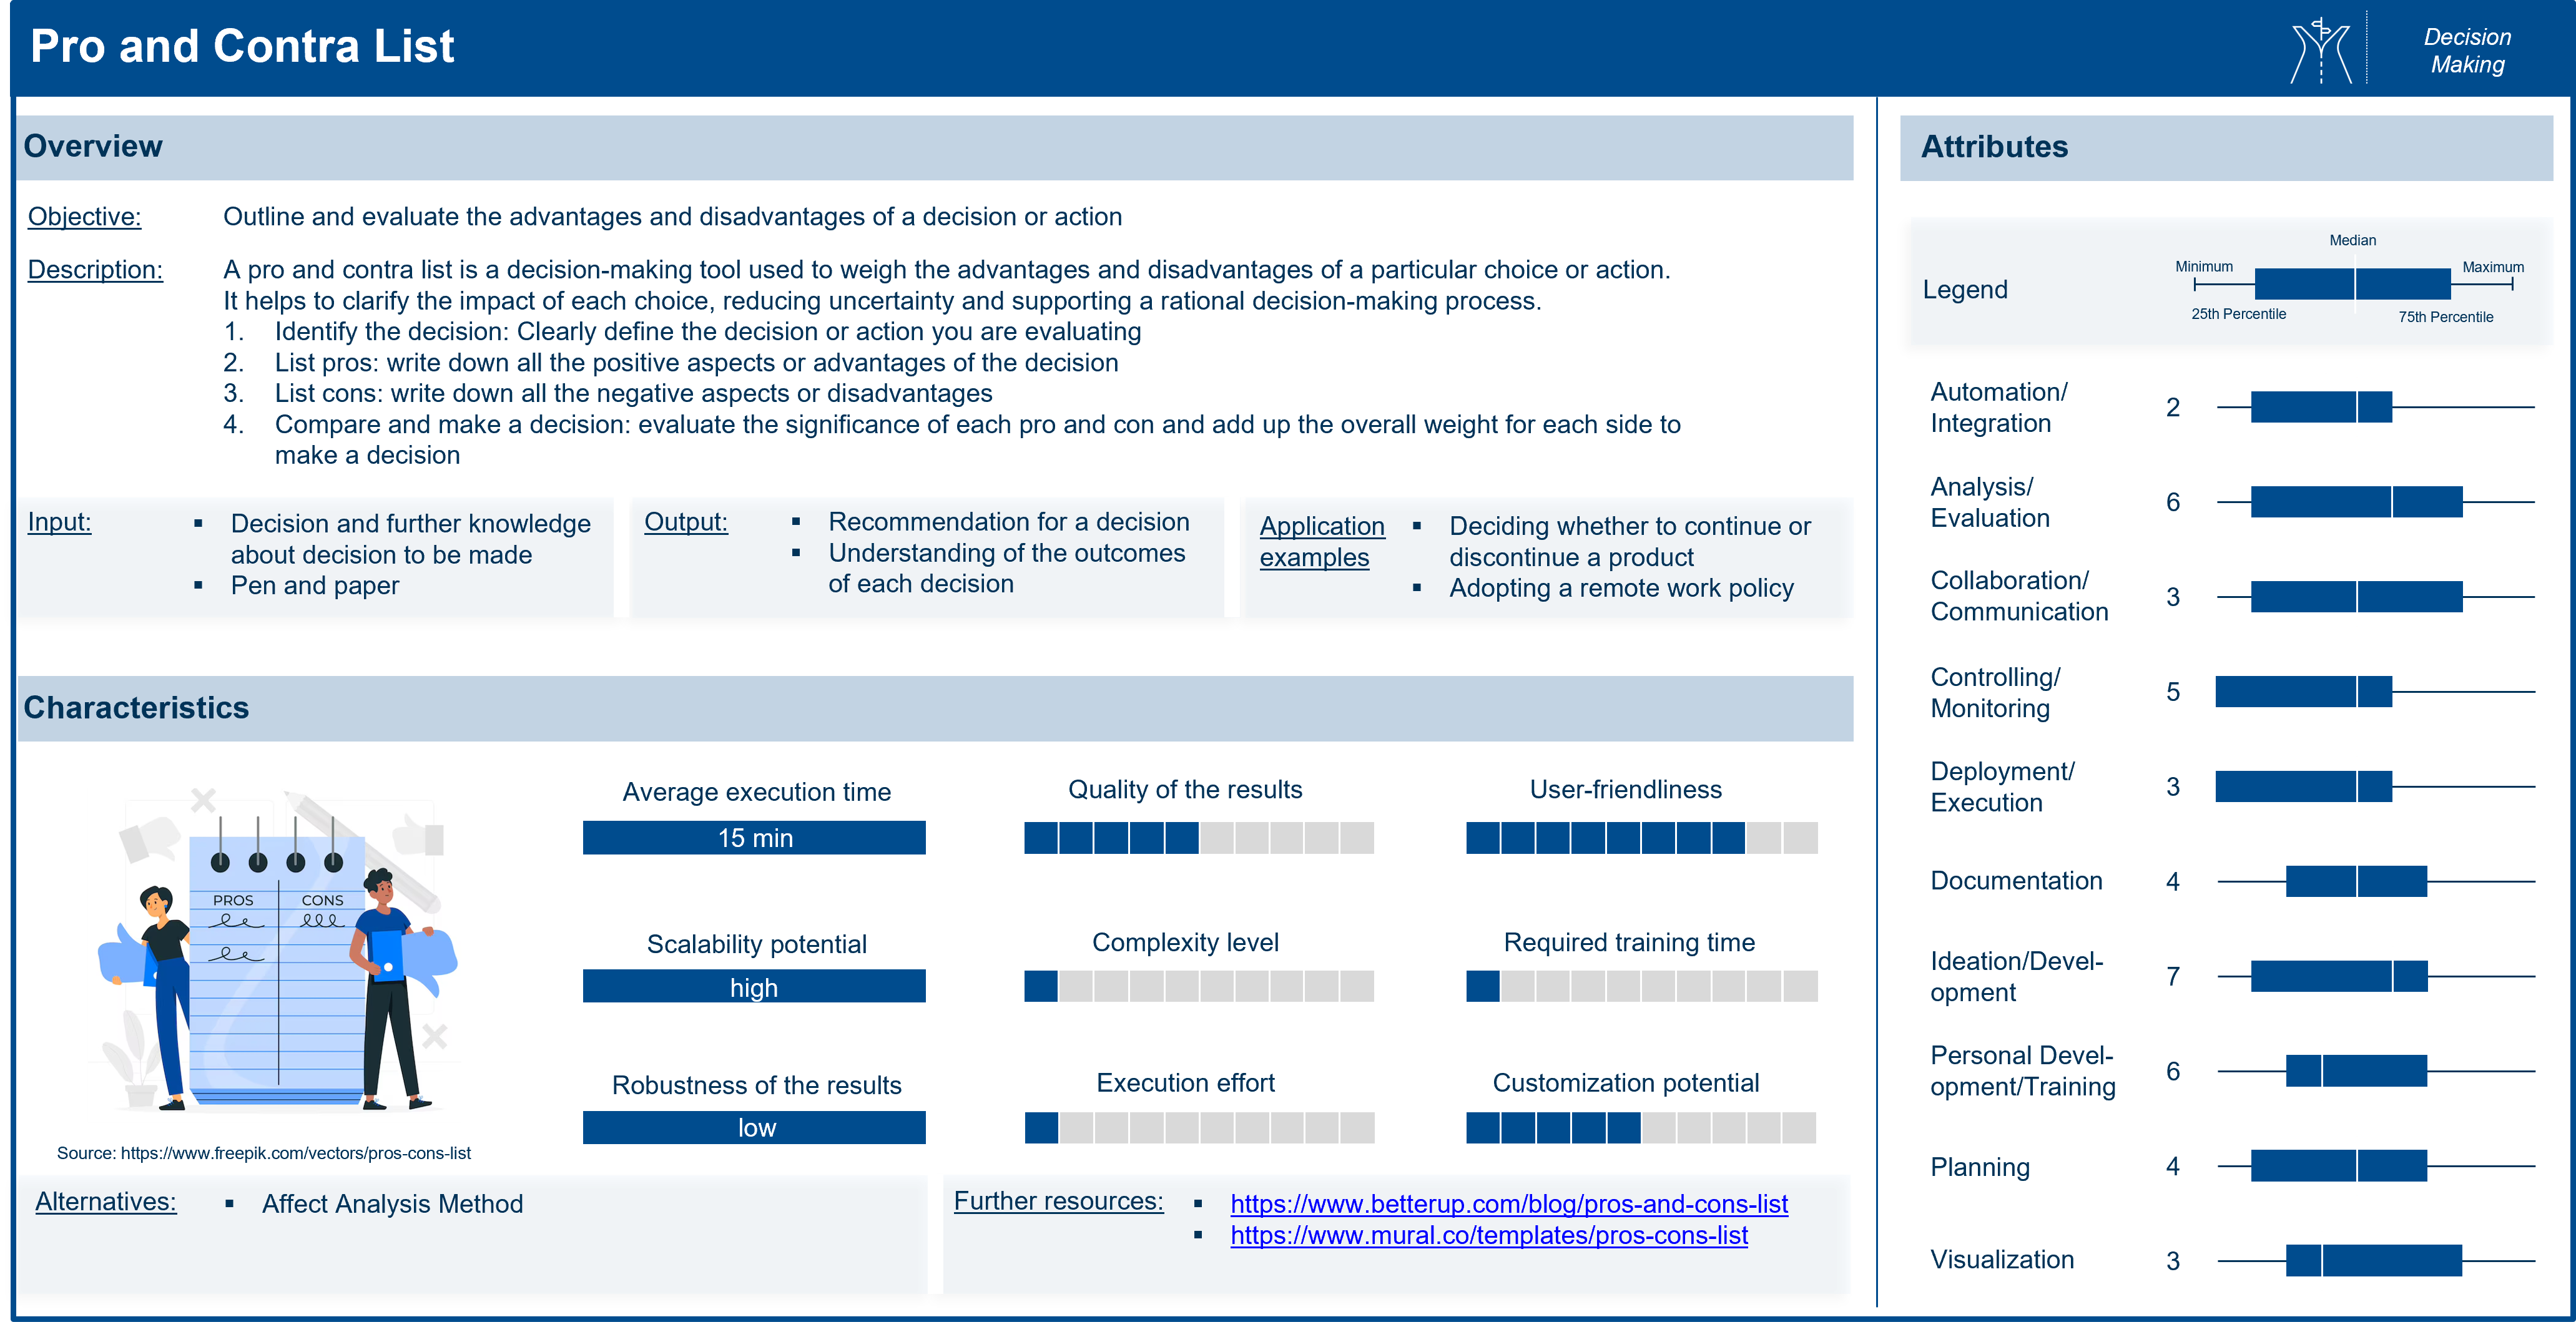 Pro and Contra List
Decision
Making
Overview
Objective:
Outline and evaluate the advantages and disadvantages of a decision or action
Description:
A pro and contra list is a decision-making tool used to weigh the advantages and disadvantages of a particular choice or action.
It helps to clarify the impact of each choice, reducing uncertainty and supporting a rational decision-making process.
1. Identify the decision: Clearly define the decision or action you are evaluating
2. List pros: write down all the positive aspects or advantages of the decision
3. List cons: write down all the negative aspects or disadvantages
4. Compare and make a decision: evaluate the significance of each pro and con and add up the overall weight for each side to
make a decision
Input:
▪ Decision and further knowledge
about decision to be made
▪ Pen and paper
Output:
▪ Recommendation for a decision
▪ Understanding of the outcomes
of each decision
Application
examples
▪ Deciding whether to continue or
discontinue a product
▪ Adopting a remote work policy
Characteristics
PROS
CONS
Source: https://www.freepik.com/vectors/pros-cons-list
Average execution time
15 min
Quality of the results
User-friendliness
Scalability potential
high
Complexity level
Required training time
Robustness of the results
low
Execution effort
Customization potential
Alternatives:
▪ Affect Analysis Method
Further resources:
▪ https://www.betterup.com/blog/pros-and-cons-list
▪ https://www.mural.co/templates/pros-cons-list
Attributes
Legend
Median
Minimum
Maximum
25th Percentile
75th Percentile
Automation/
Integration
2
Analysis/
Evaluation
6
Collaboration/
Communication
3
Controlling/
Monitoring
5
Deployment/
Execution
3
Documentation
4
Ideation/Devel-
opment
7
Personal Devel-
opment/Training
6
Planning
4
Visualization
3